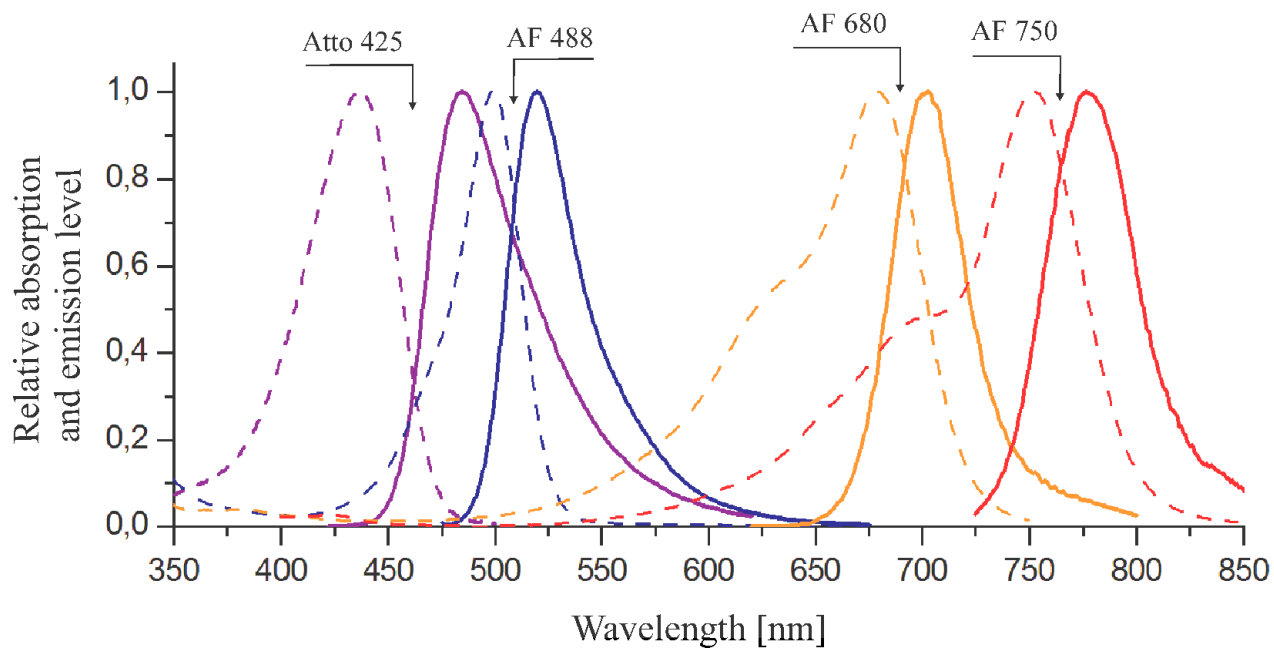 Atto 425
AF 488
AF 680
AF 750
1,0
0,8
0,6
0,4
0,2
0,0
Relative absorption
and emission level
350 400 450 500 550 600 650 700 750 800 850
Wavelength [nm]